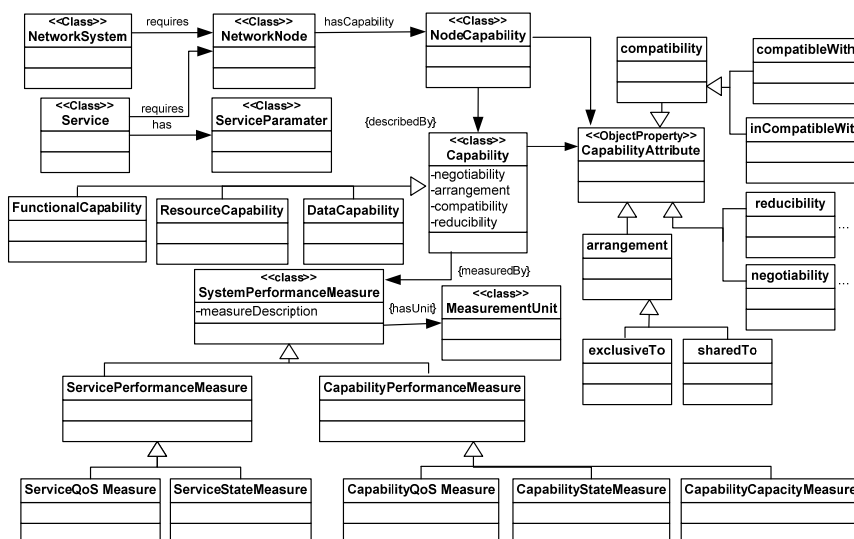 <<Class>>
NetworkSystem
requires
<<Class>>
NetworkNode
hasCapability
<<Class>>
NodeCapability
compatibility
compatibleWith
<<Class>>
Service
requires
has
<<Class>>
ServiceParamater
{describedBy}
<<class>>
Capability
-negotiability
-arrangement
-compatibility
-reducibility
<<ObjectProperty>>
CapabilityAttribute
inCompatibleWit
FunctionalCapability
ResourceCapability
DataCapability
reducibility
...
arrangement
negotiability
...
{measuredBy}
<<class>>
SystemPerformanceMeasure
-measureDescription
{hasUnit}
<<class>>
MeasurementUnit
exclusiveTo
sharedTo
ServicePerformanceMeasure
CapabilityPerformanceMeasure
ServiceQoS Measure
ServiceStateMeasure
CapabilityQoS Measure
CapabilityStateMeasure
CapabilityCapacityMeasure